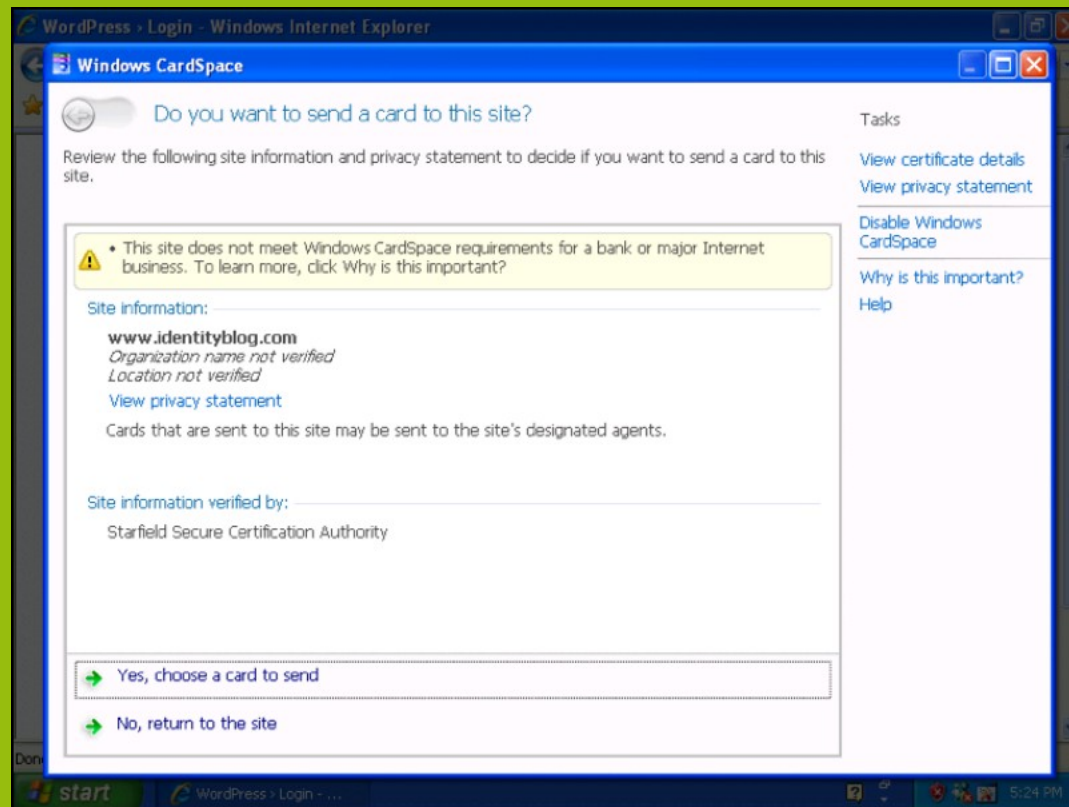 WordPress › Login - Windows Internet Explorer
Windows CardSpace
Do you want to send a card to this site?
Review the following site information and privacy statement to decide if you want to send a card to this
site.
• This site does not meet Windows CardSpace requirements for a bank or major Internet
business. To learn more, click Why is this important?
Site information:
www.identityblog.com
Organization name not verified
Location not verified
View privacy statement
Cards that are sent to this site may be sent to the site's designated agents.
Site information verified by:
Starfield Secure Certification Authority
Yes, choose a card to send
No, return to the site
Tasks
View certificate details
View privacy statement
Disable Windows
CardSpace
Why is this important?
Help
Don
start
WordPress › Login - ...
5:24 PM